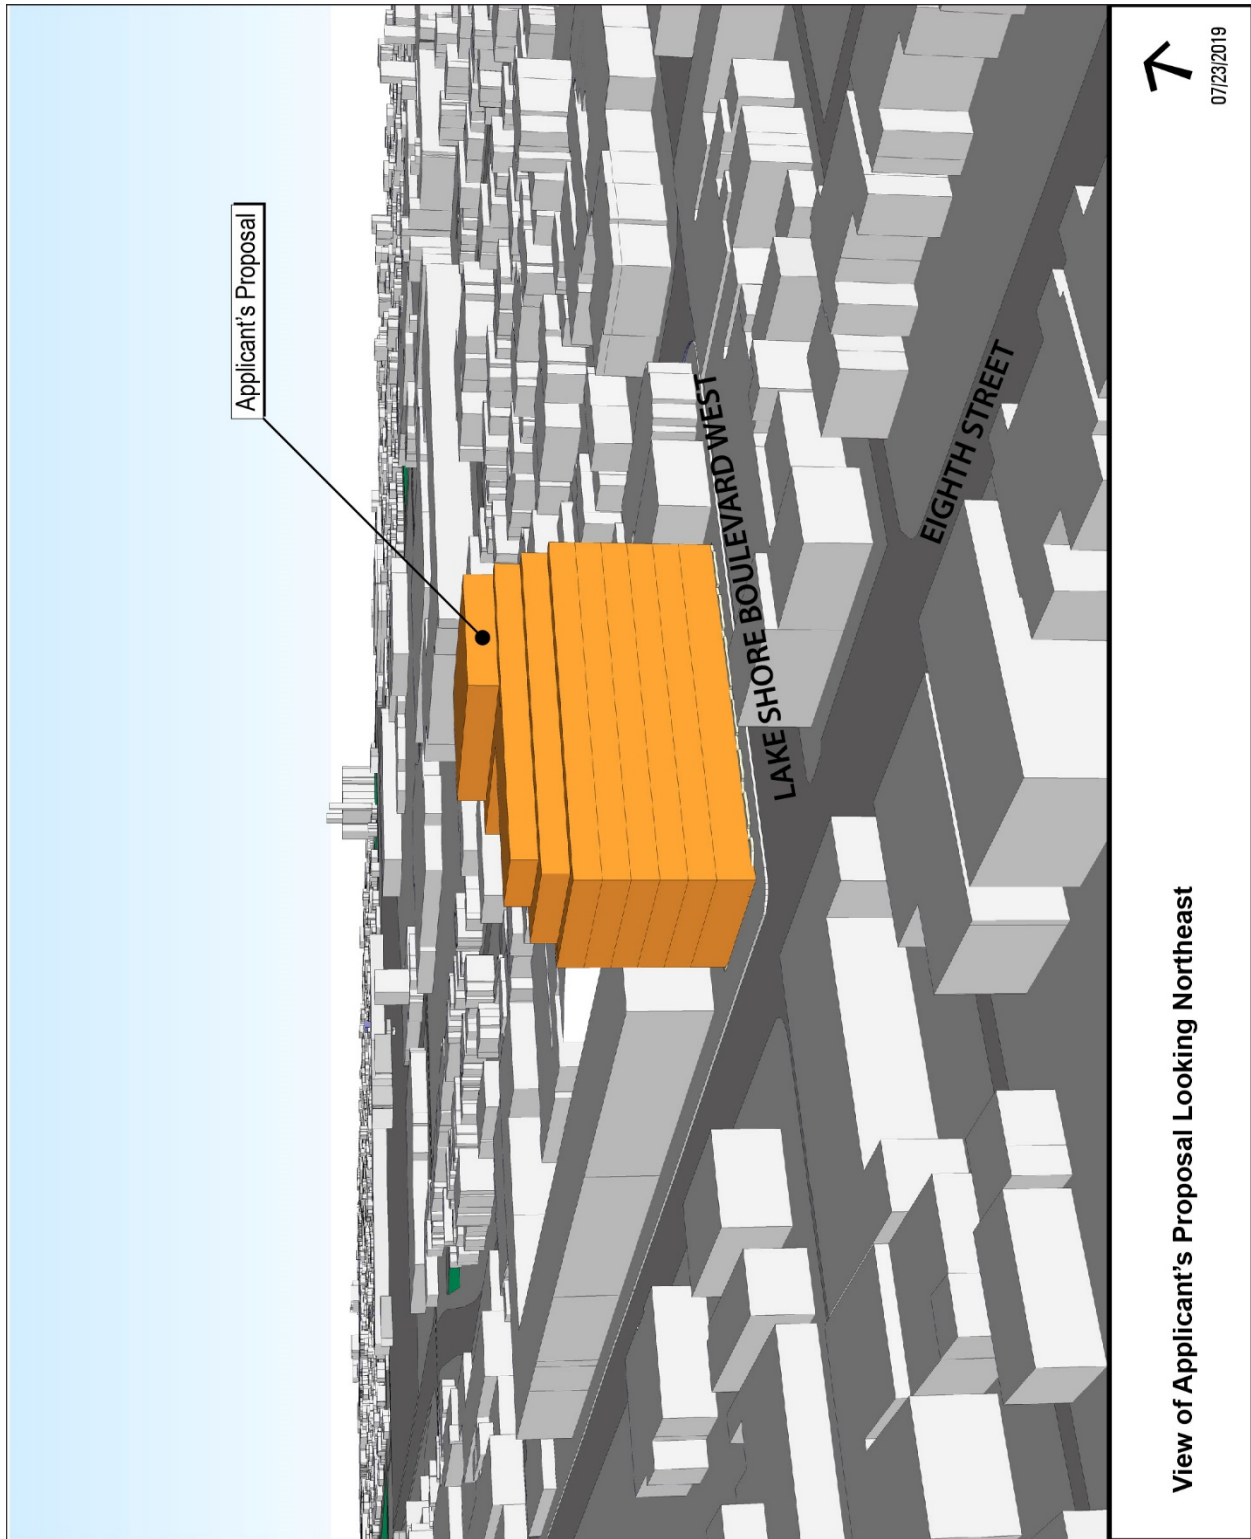 Applicant's Proposal
LAKE SHORE BOULEVARD WEST
EIGHTH STREET
View of Applicant's Proposal Looking Northeast
07/23/2019